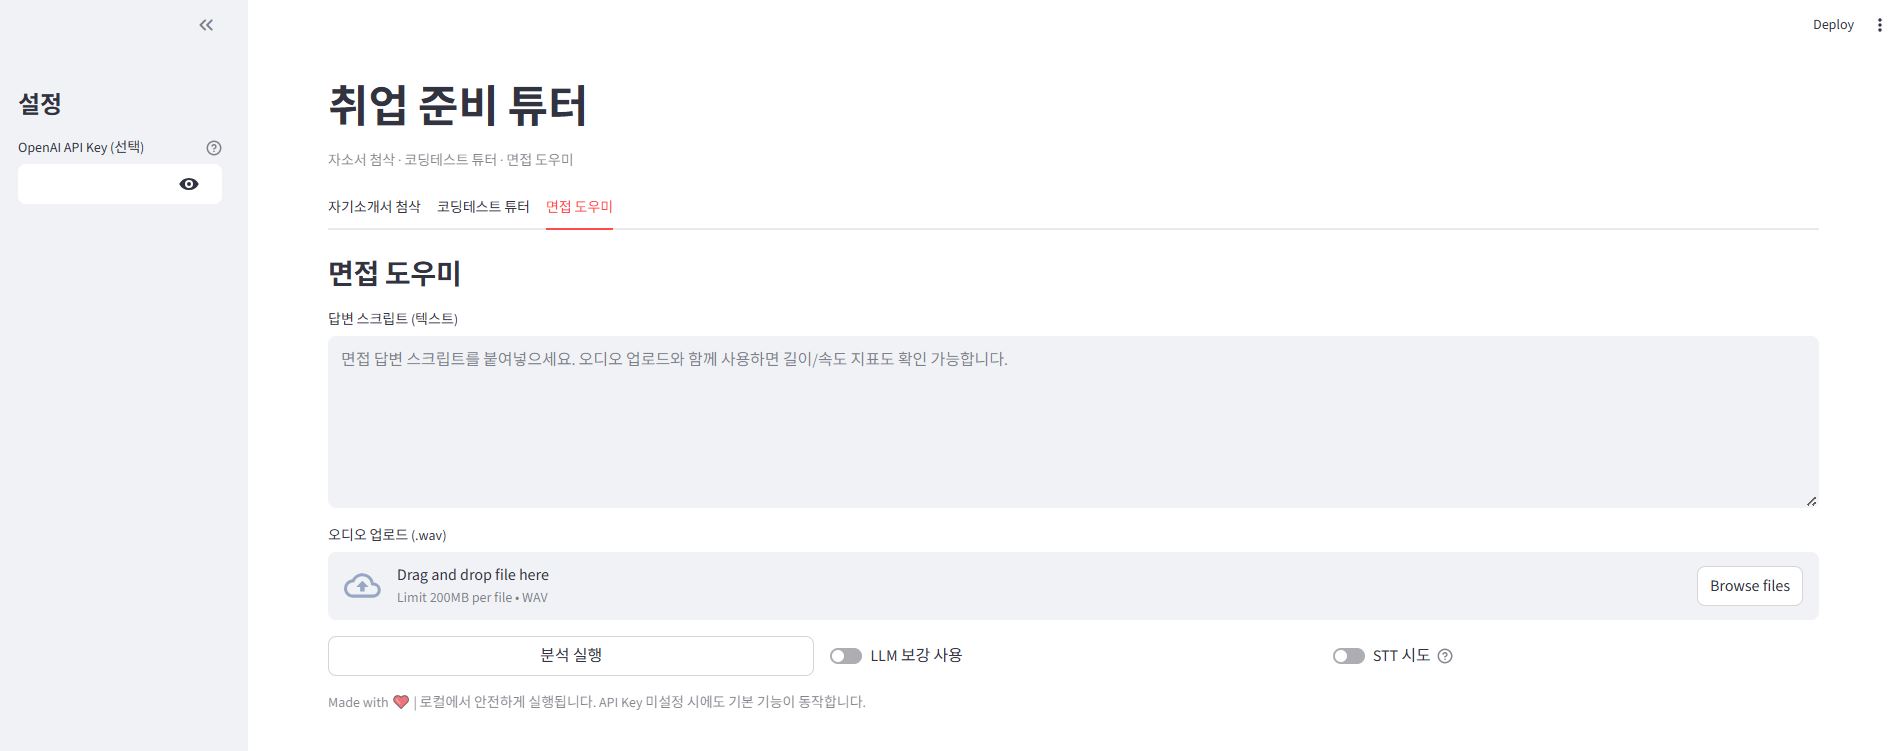 Deploy
설정
OpenAI API Key (선택)
취업 준비 튜터
자소서 첨삭 · 코딩테스트 튜터 · 면접 도우미
자기소개서 첨삭 코딩테스트 튜터 면접 도우미
면접 도우미
답변 스크립트 (텍스트)
면접 답변 스크립트를 붙여넣으세요. 오디오 업로드와 함께 사용하면 길이/속도 지표도 확인 가능합니다.
오디오 업로드 (.wav)
Drag and drop file here
Limit 200MB per file • WAV
Browse files
분석 실행 LLM 보강 사용 STT 시도
Made with ❤️ | 로컬에서 안전하게 실행됩니다. API Key 미설정 시에도 기본 기능이 동작합니다.